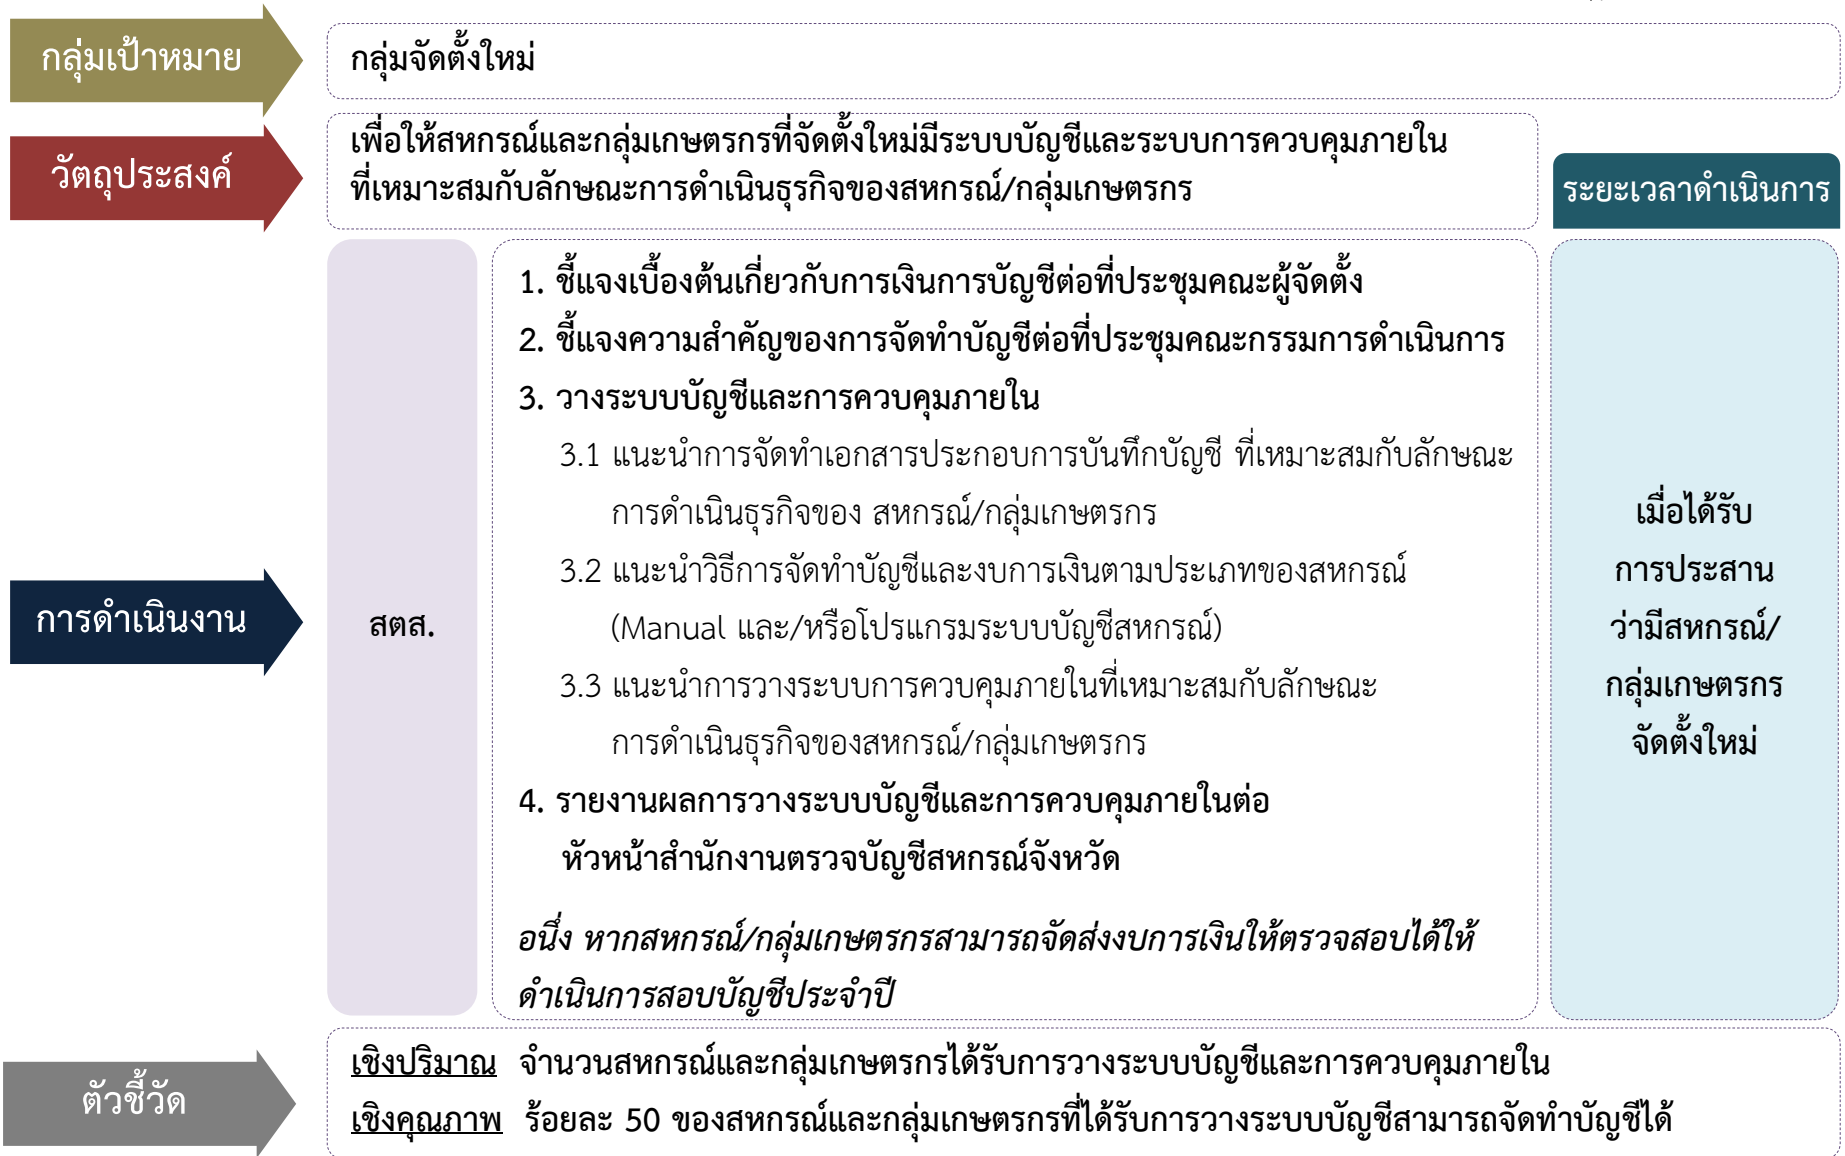 กลุ่มเป้าหมาย
กลุ่มจัดตั้งใหม่
วัตถุประสงค์
เพื่อให้สหกรณ์และกลุ่มเกษตรกรที่จัดตั้งใหม่มีระบบบัญชีและระบบการควบคุมภายใน
ที่เหมาะสมกับลักษณะการดำเนินธุรกิจของสหกรณ์/กลุ่มเกษตรกร
ระยะเวลาดำเนินการ
การดำเนินงาน
สตส.
1. ชี้แจงเบื้องต้นเกี่ยวกับการเงินการบัญชีต่อที่ประชุมคณะผู้จัดตั้ง
2. ชี้แจงความสำคัญของการจัดทำบัญชีต่อที่ประชุมคณะกรรมการดำเนินการ
3. วางระบบบัญชีและการควบคุมภายใน
3.1 แนะนำการจัดทำเอกสารประกอบการบันทึกบัญชี ที่เหมาะสมกับลักษณะ
การดำเนินธุรกิจของ สหกรณ์/กลุ่มเกษตรกร
3.2 แนะนำวิธีการจัดทำบัญชีและงบการเงินตามประเภทของสหกรณ์
(Manual และ/หรือโปรแกรมระบบบัญชีสหกรณ์)
3.3 แนะนำการวางระบบการควบคุมภายในที่เหมาะสมกับลักษณะ
การดำเนินธุรกิจของสหกรณ์/กลุ่มเกษตรกร
4. รายงานผลการวางระบบบัญชีและการควบคุมภายในต่อ
หัวหน้าสำนักงานตรวจบัญชีสหกรณ์จังหวัด
อนึ่ง หากสหกรณ์/กลุ่มเกษตรกรสามารถจัดส่งงบการเงินให้ตรวจสอบได้ให้
ดำเนินการสอบบัญชีประจำปี
เมื่อได้รับ
การประสาน
ว่ามีสหกรณ์/
กลุ่มเกษตรกร
จัดตั้งใหม่
ตัวชี้วัด
เชิงปริมาณ จำนวนสหกรณ์และกลุ่มเกษตรกรได้รับการวางระบบบัญชีและการควบคุมภายใน
เชิงคุณภาพ ร้อยละ 50 ของสหกรณ์และกลุ่มเกษตรกรที่ได้รับการวางระบบบัญชีสามารถจัดทำบัญชีได้